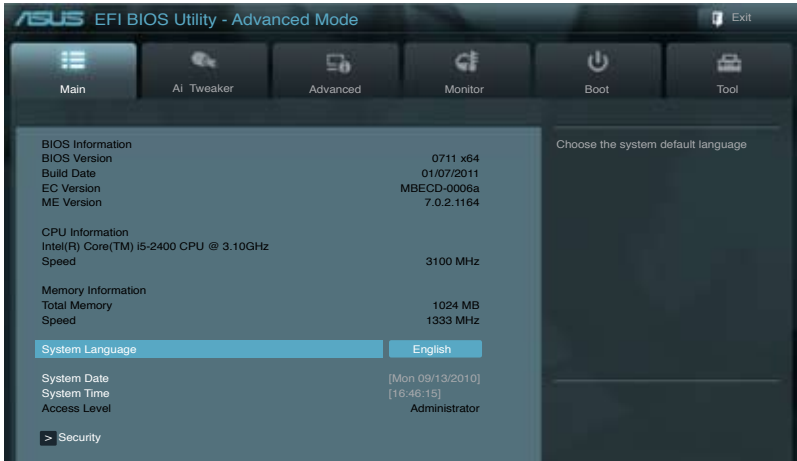 ASUS EFI BIOS Utility - Advanced Mode Exit
Main Ai Tweaker Advanced Monitor Boot Tool
Choose the system default language
BIOS Information
BIOS Version 0711 x64
Build Date 01/07/2011
EC Version MBECD-0006a
ME Version 7.0.2.1164
CPU Information
Intel(R) Core(TM) i5-2400 CPU @ 3.10GHz
Speed 3100 MHz
Memory Information
Total Memory 1024 MB
Speed 1333 MHz
System Language English
System Date [Mon 09/13/2010]
System Time [16:46:15]
Access Level Administrator
> Security